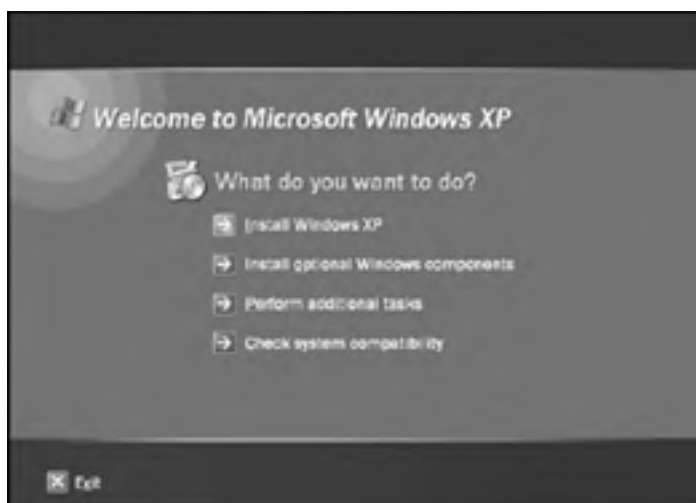 Welcome to Microsoft Windows XP
What do you want to do?
Install Windows XP
Install optional Windows components
Perform additional tasks
Check system compatibility
Exit